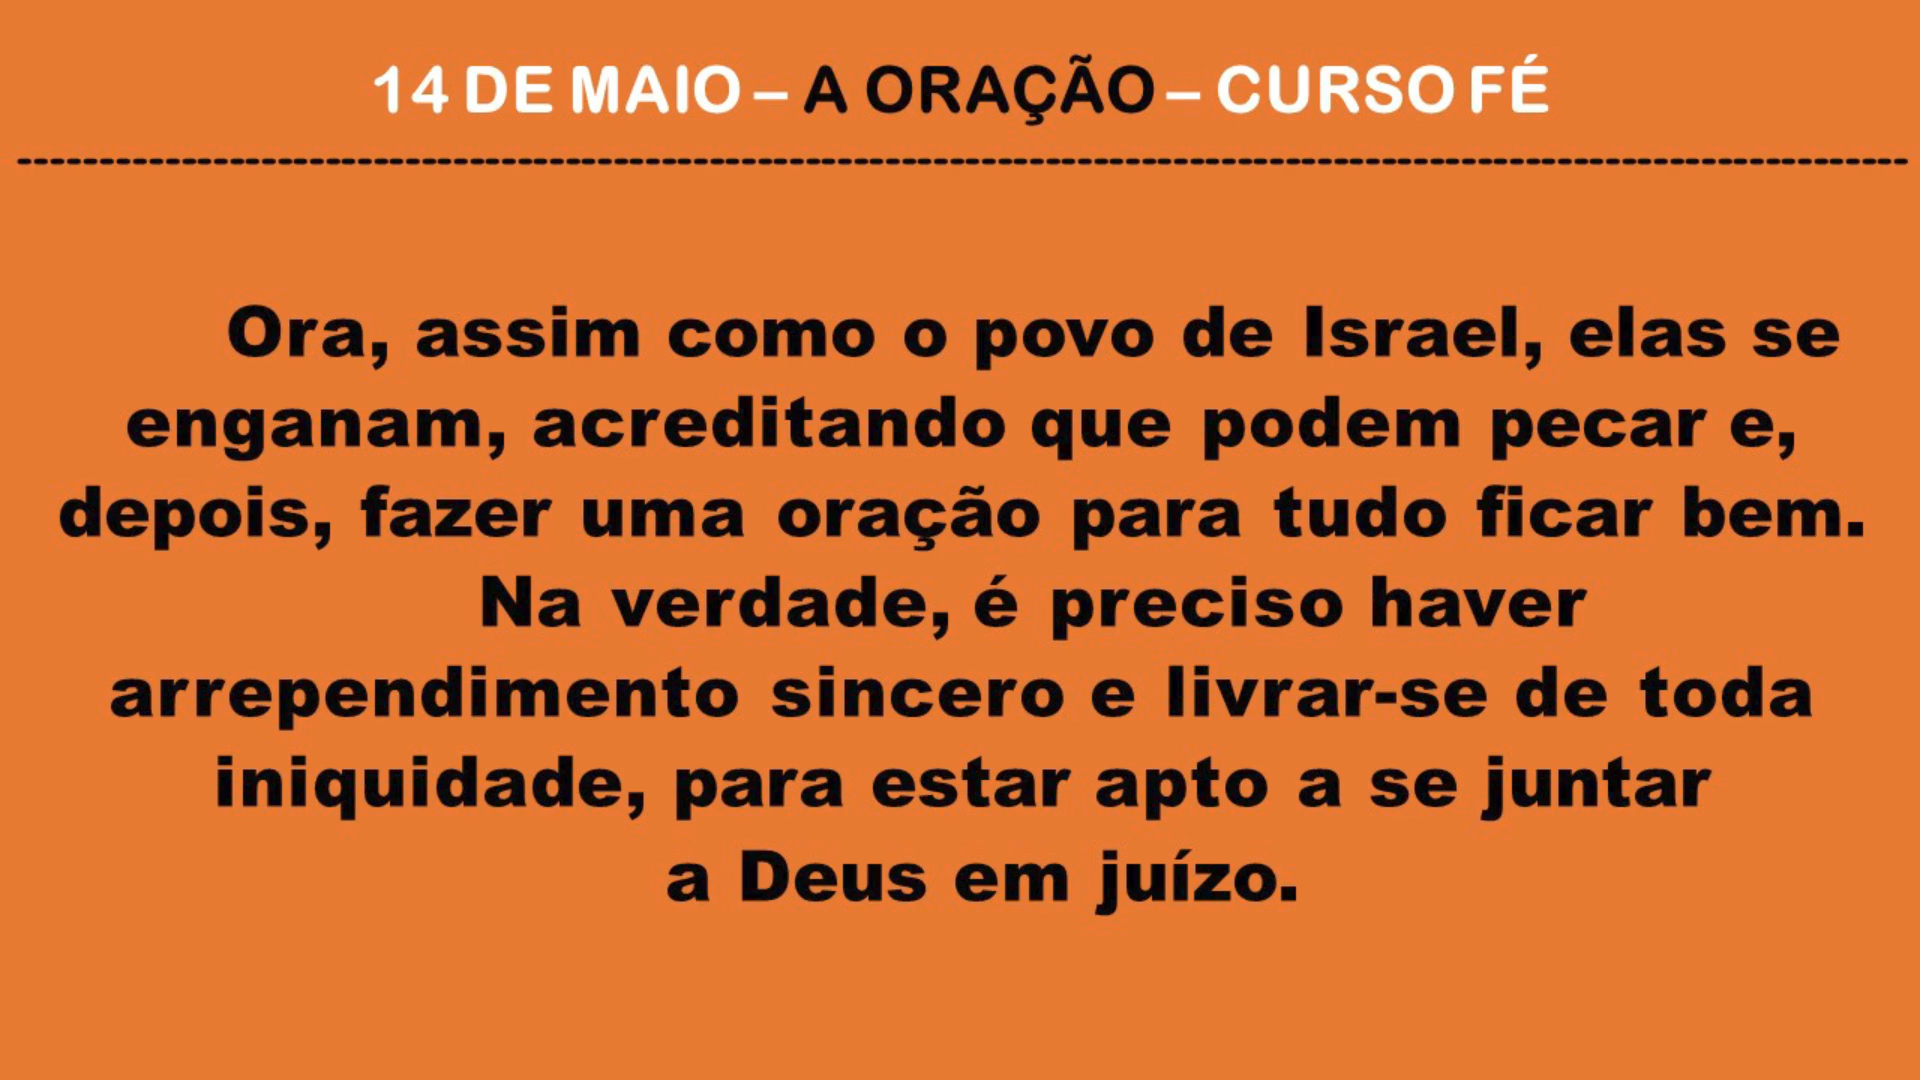 14 DE MAIO – A ORAÇÃO – CURSO FÉ
Ora, assim como o povo de Israel, elas se
enganam, acreditando que podem pecar e,
depois, fazer uma oração para tudo ficar bem.
Na verdade, é preciso haver
arrependimento sincero e livrar-se de toda
iniquidade, para estar apto a se juntar
a Deus em juízo.